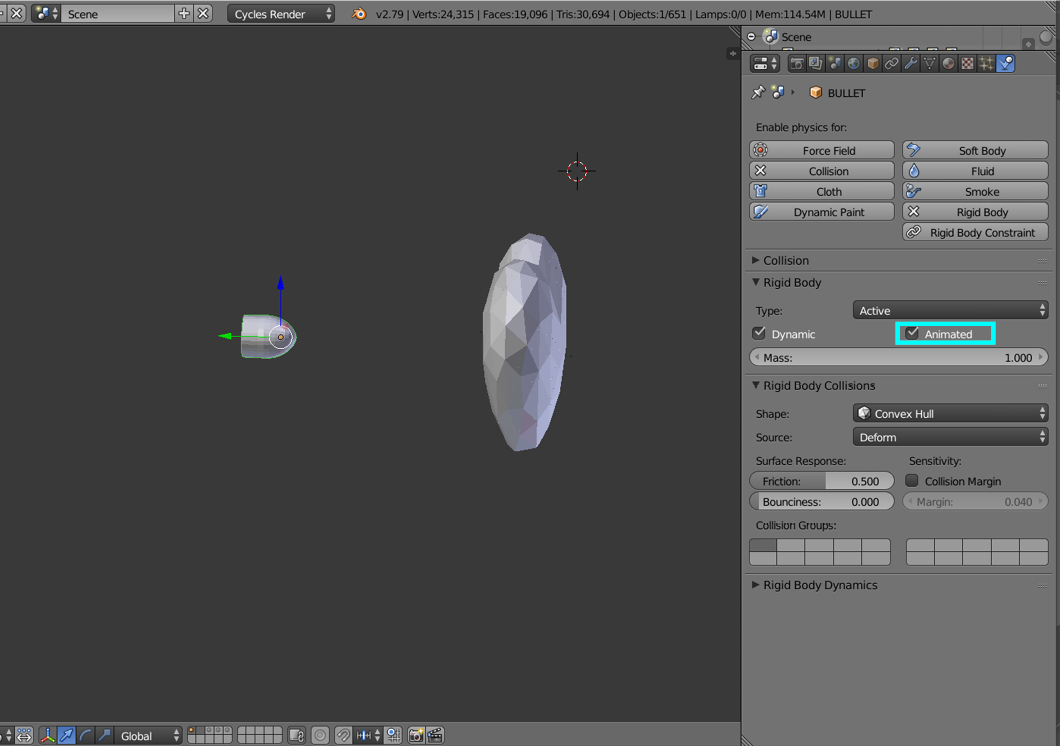 Scene Cycles Render v2.79 | Verts:24,315 | Faces:19,096 | Tris:30,694 | Objects:1/651 | Lamps:0/0 | Mem:114.54M | BULLET
Scene
BULLET
Enable physics for:
Force Field Soft Body
Collision Fluid
Cloth Smoke
Dynamic Paint Rigid Body
Rigid Body Constraint
Collision
Rigid Body
Type: Active
Dynamic Animated
Mass: 1.000
Rigid Body Collisions
Shape: Convex Hull
Source: Deform
Surface Response: Sensitivity:
Friction: 0.500 Collision Margin
Bounciness: 0.000 Margin: 0.040
Collision Groups:
Rigid Body Dynamics
Global